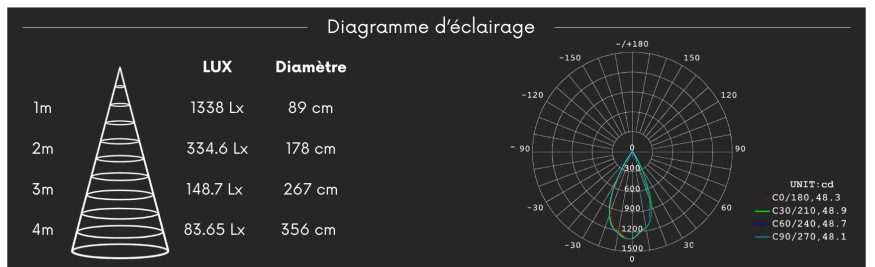 Diagramme d'éclairage
LUX Diamètre
1m 1338 Lx 89 cm
2m 334.6 Lx 178 cm
3m 148.7 Lx 267 cm
4m 83.65 Lx 356 cm
-/+180
-150 150
-120 120
- 90 90
-30 60
-30 30
0
0
300
600
900
1200
1500
UNIT:cd
C0/180,48.3
C30/210,48.9
C60/240,48.7
C90/270,48.1